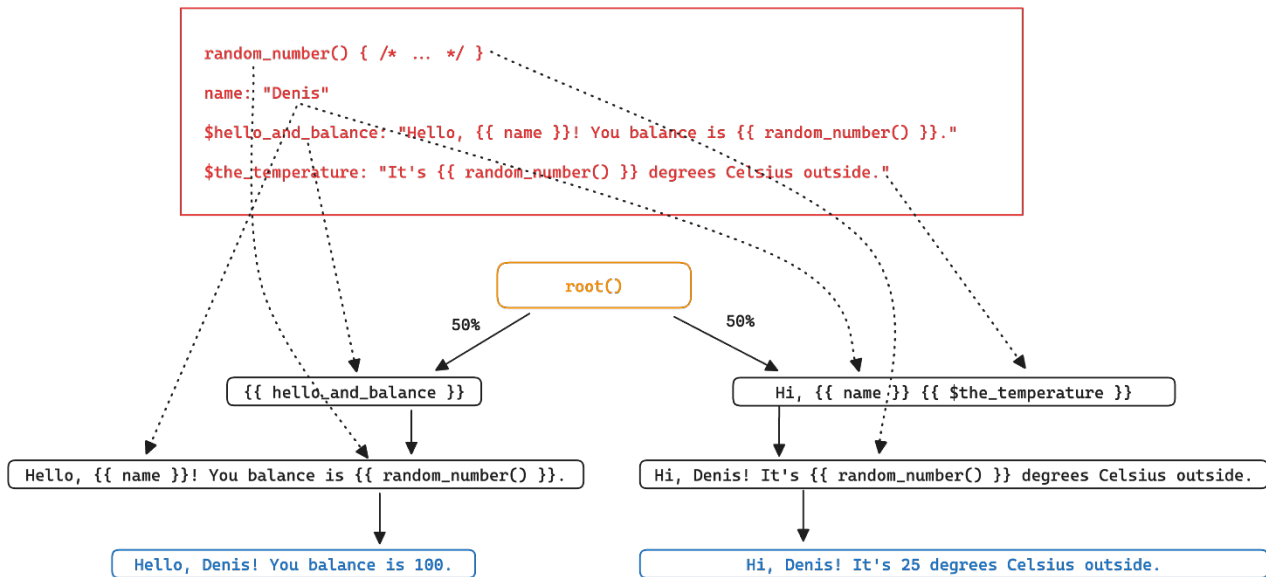 random_number() { /* ... */ }
name: "Denis"
$hello_and_balance: "Hello, {{ name }}! You balance is {{ random_number() }}."
$the_temperature: "It's {{ random_number() }} degrees Celsius outside."
root()
50%
50%
{{ hello_and_balance }}
Hi, {{ name }} {{ $the_temperature }}
Hello, {{ name }}! You balance is {{ random_number() }}.
Hi, Denis! It's {{ random_number() }} degrees Celsius outside.
Hello, Denis! You balance is 100.
Hi, Denis! It's 25 degrees Celsius outside.